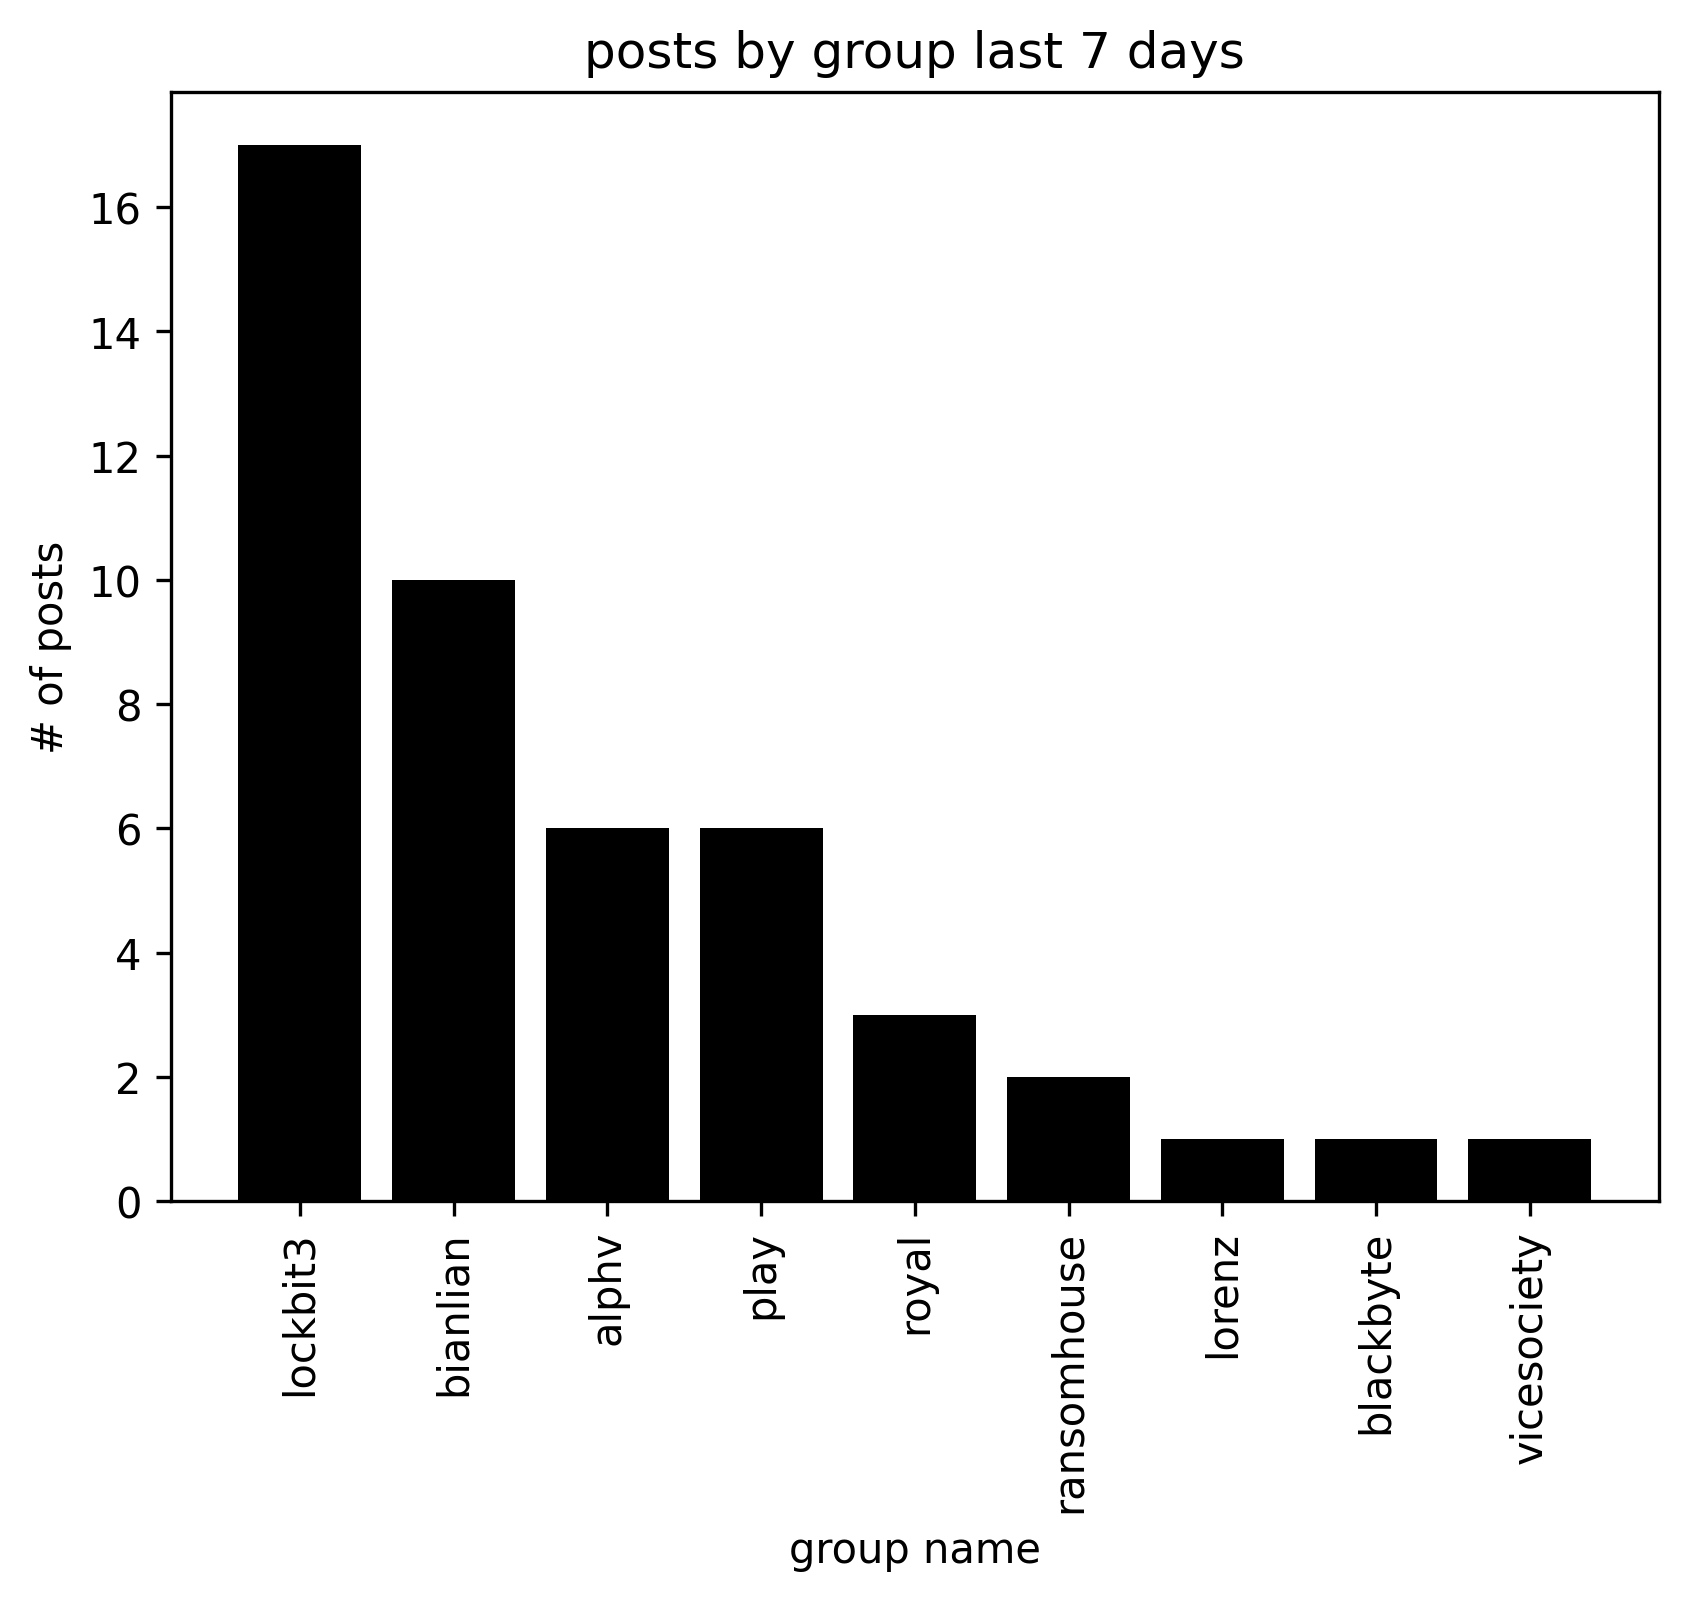 posts by group last 7 days
# of posts
16
14
12
10
8
6
4
2
0
lockbit3
bianlian
alphv
play
royal
ransomhouse
lorenz
blackbyte
vicesociety
group name